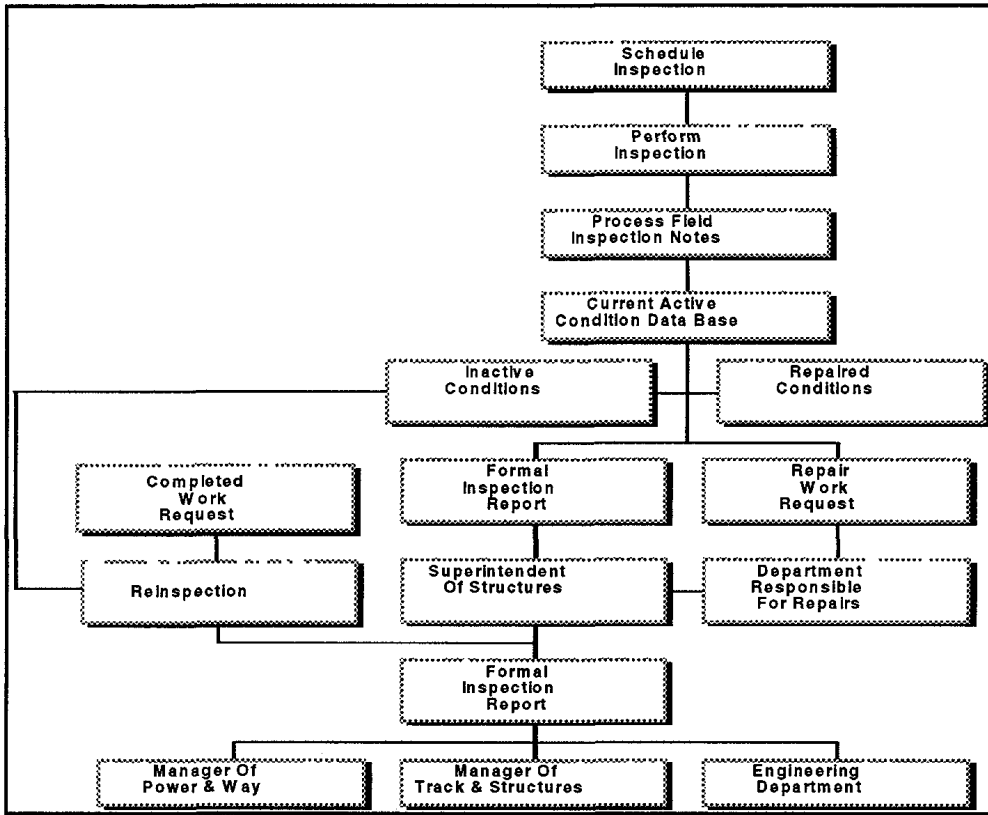 Schedule
Inspection
Perform
Inspection
Process Field
Inspection Notes
Current Active
Condition Data Base
Inactive
Conditions
Repaired
Conditions
Completed
Work
Request
Formal
Inspection
Report
Repair
Work
Request
Reinspection
Superintendent
Of Structures
Department
Responsible
For Repairs
Formal
Inspection
Report
Manager Of
Power & Way
Manager Of
Track & Structures
Engineering
Department